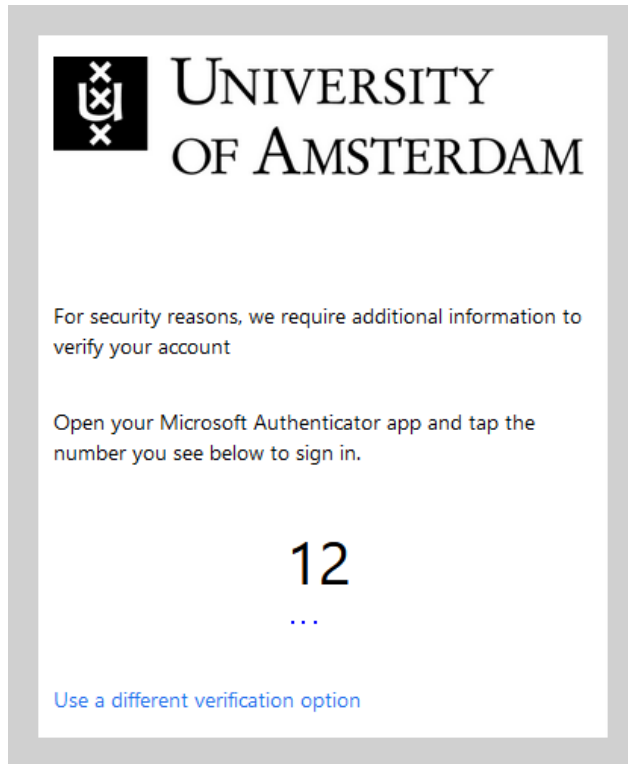 UNIVERSITY
OF AMSTERDAM
For security reasons, we require additional information to
verify your account
Open your Microsoft Authenticator app and tap the
number you see below to sign in.
12
...
Use a different verification option